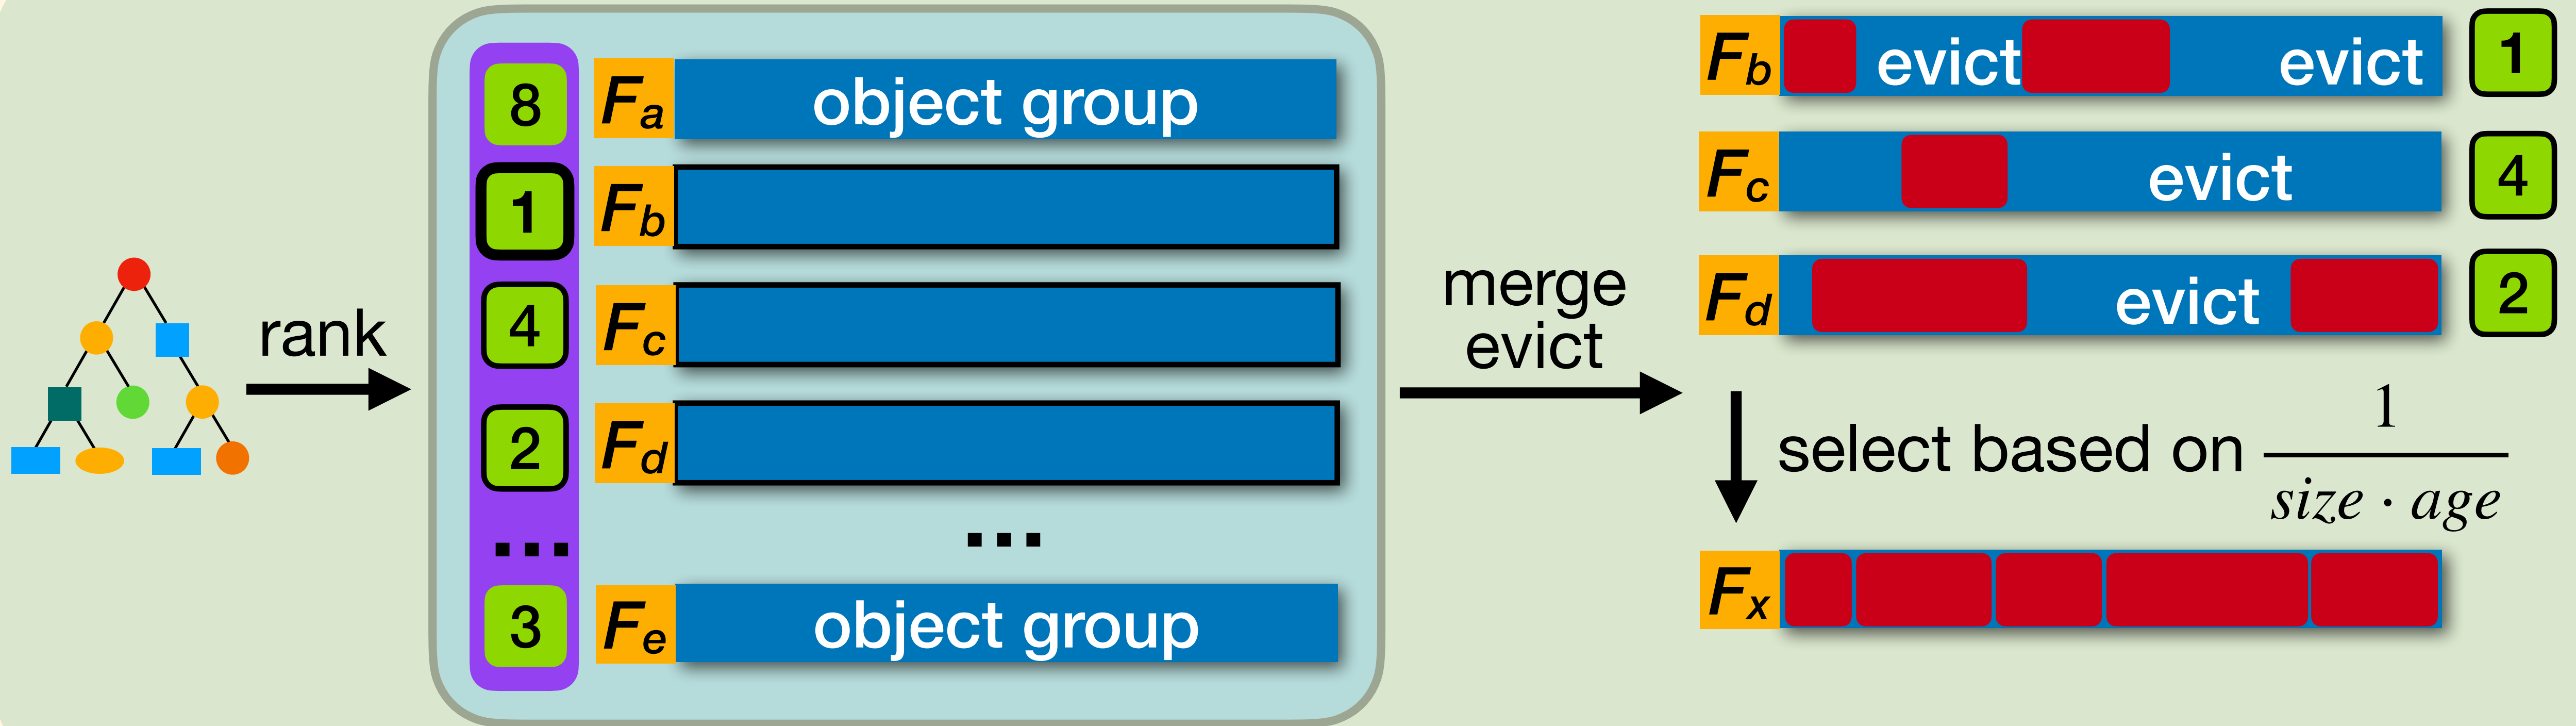 rank
8 Fa object group
1 Fb
4 Fc
2 Fd
... ...
3 Fe object group
merge
evict
Fb evict evict 1
Fc evict 4
Fd evict 2
select based on 1 / size · age
Fx